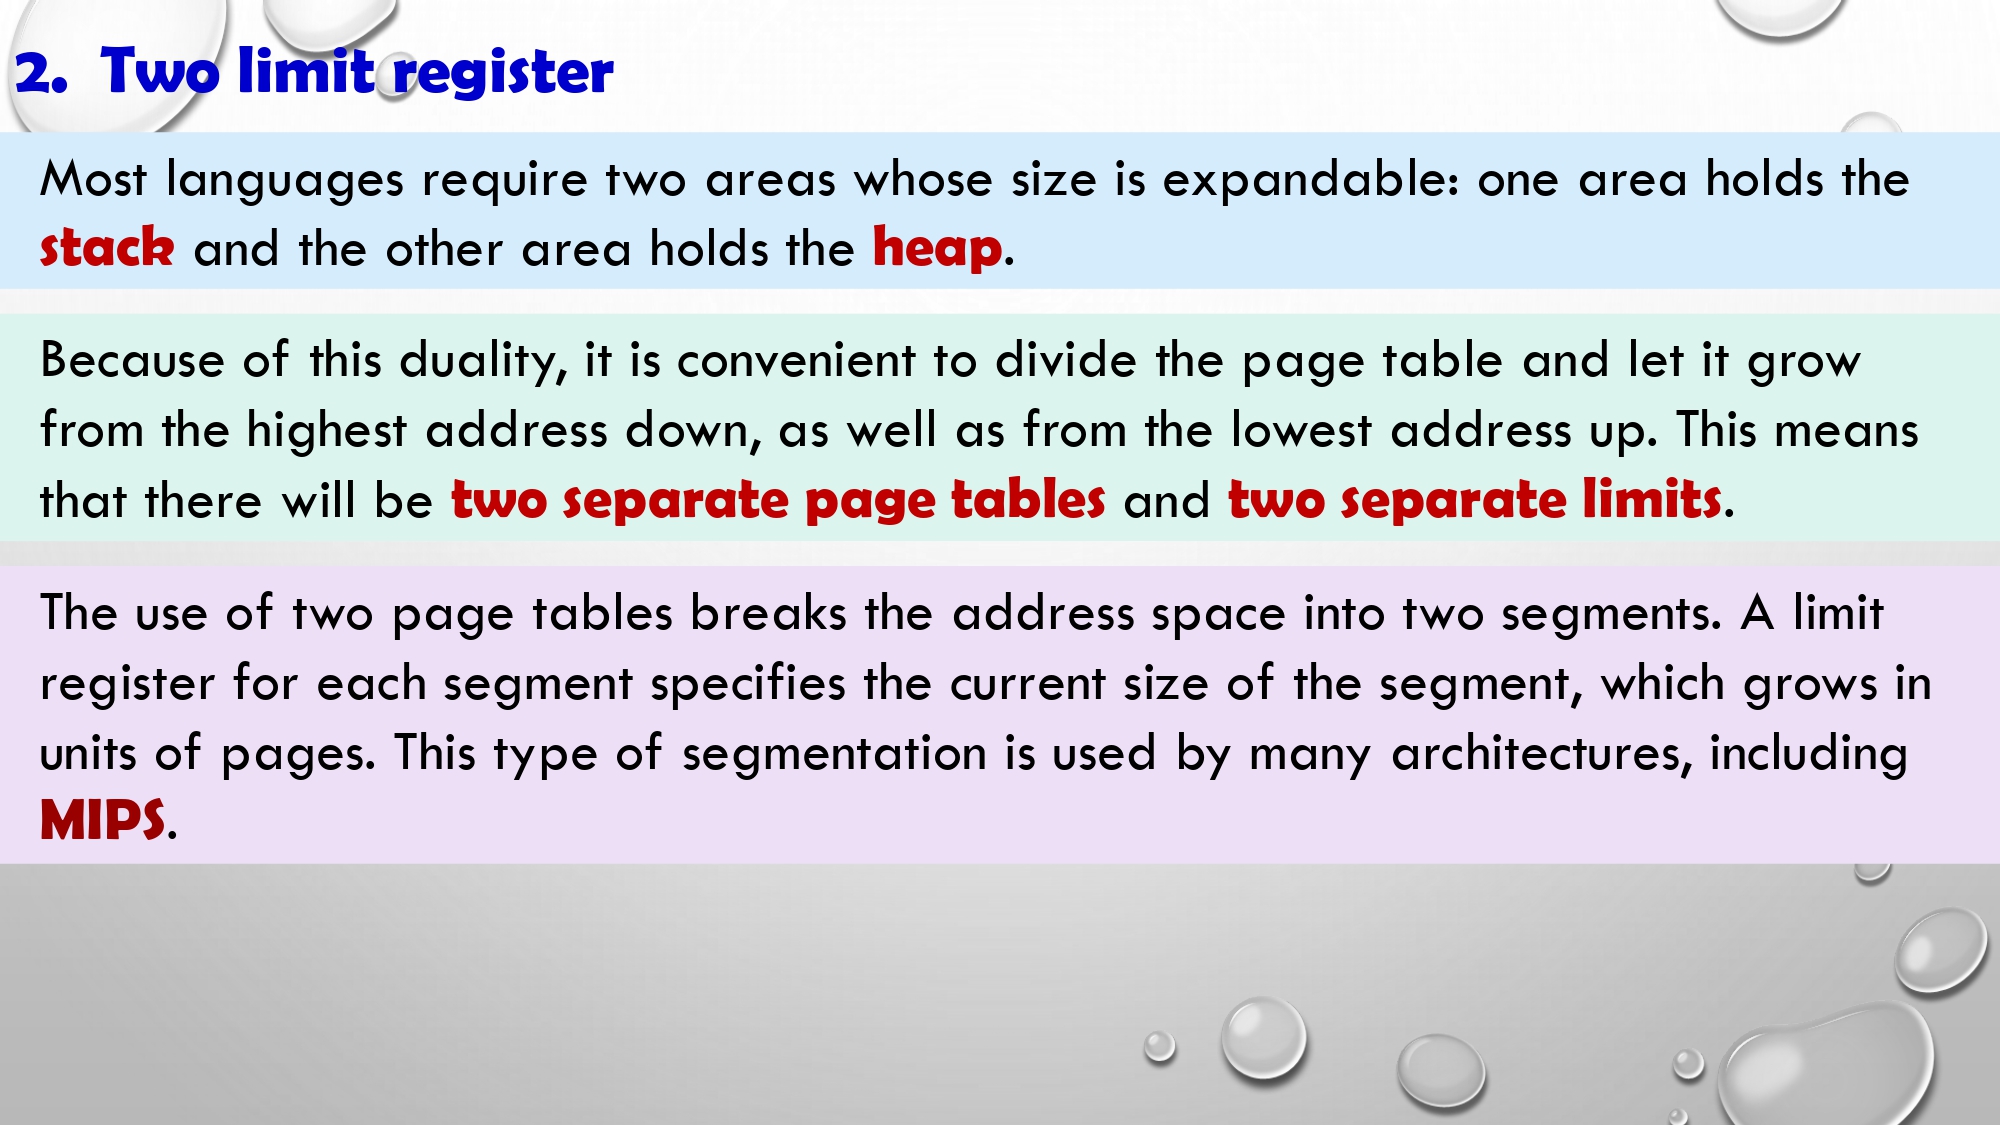 2. Two limit register
Most languages require two areas whose size is expandable: one area holds the
stack and the other area holds the heap.
Because of this duality, it is convenient to divide the page table and let it grow
from the highest address down, as well as from the lowest address up. This means
that there will be two separate page tables and two separate limits.
The use of two page tables breaks the address space into two segments. A limit
register for each segment specifies the current size of the segment, which grows in
units of pages. This type of segmentation is used by many architectures, including
MIPS.